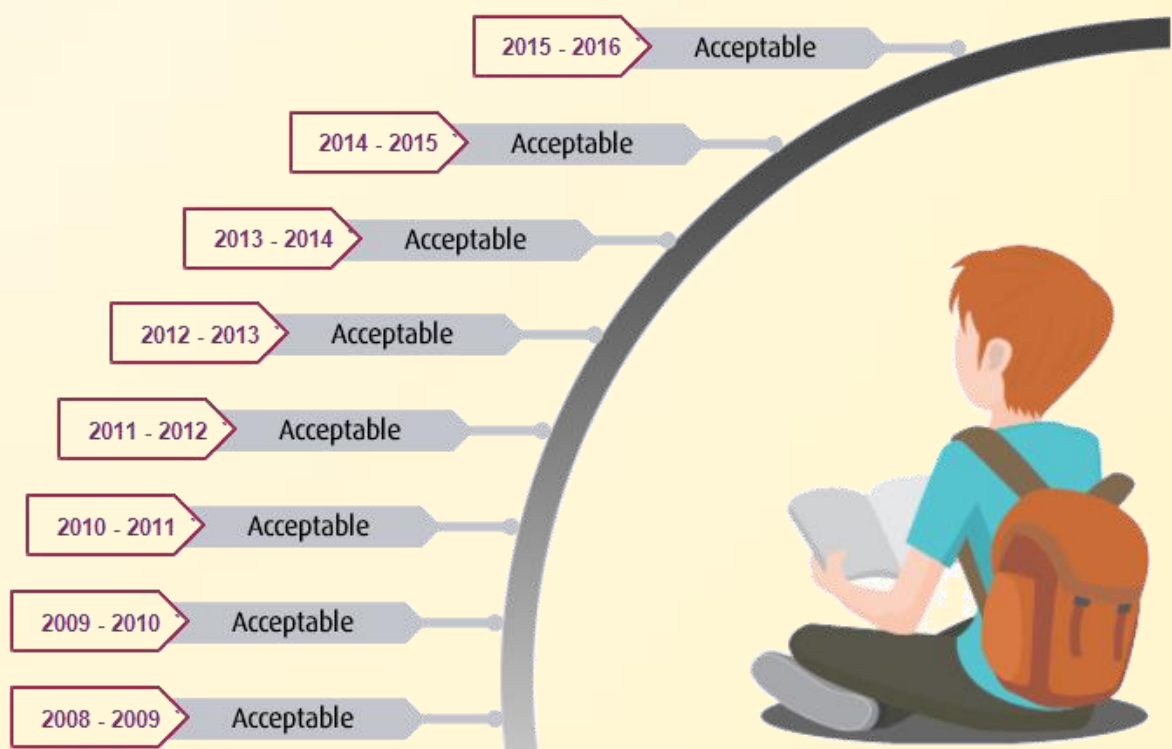 2015 - 2016 Acceptable
2014 - 2015 Acceptable
2013 - 2014 Acceptable
2012 - 2013 Acceptable
2011 - 2012 Acceptable
2010 - 2011 Acceptable
2009 - 2010 Acceptable
2008 - 2009 Acceptable